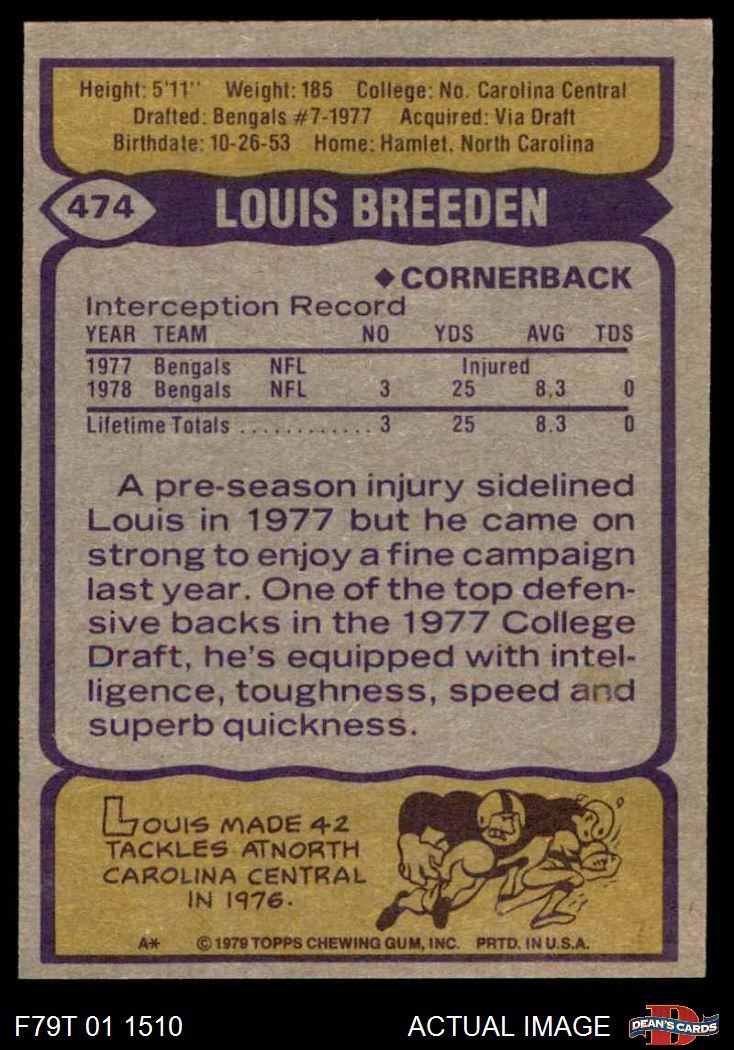 Height: 5'11" Weight: 185 College: No. Carolina Central
Drafted: Bengals #7-1977 Acquired: Via Draft
Birthdate: 10-26-53 Home: Hamlet, North Carolina
474 LOUIS BREEDEN
◆CORNERBACK
Interception Record
YEAR TEAM NO YDS AVG TDS
1977 Bengals NFL Injured
1978 Bengals NFL 3 25 8.3 0
Lifetime Totals ............ 3 25 8.3 0
A pre-season injury sidelined
Louis in 1977 but he came on
strong to enjoy a fine campaign
last year. One of the top defen-
sive backs in the 1977 College
Draft, he's equipped with intel-
ligence, toughness, speed and
superb quickness.
LOUIS MADE 42
TACKLES ATNORTH
CAROLINA CENTRAL
IN 1976.
A* ©1979 TOPPS CHEWING GUM, INC. PRTD. IN U.S.A.
F79T 01 1510 ACTUAL IMAGE D DEAN'S CARDS